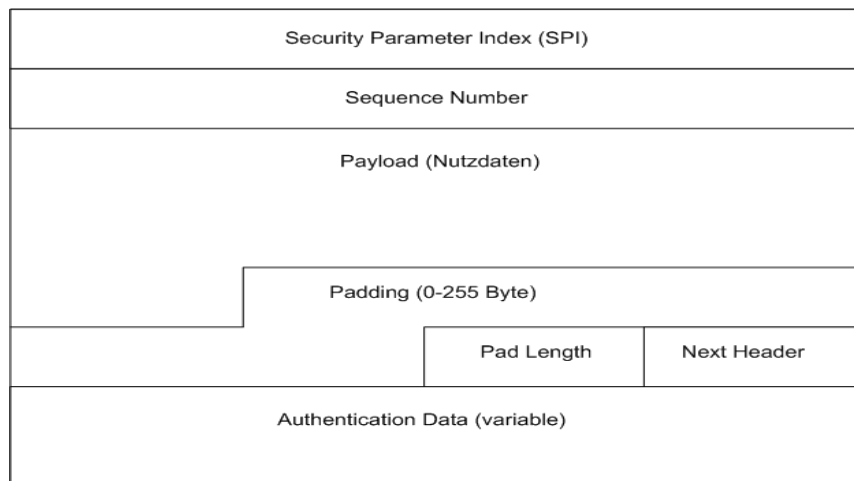 Security Parameter Index (SPI)
Sequence Number
Payload (Nutzdaten)
Padding (0-255 Byte)
Pad Length
Next Header
Authentication Data (variable)